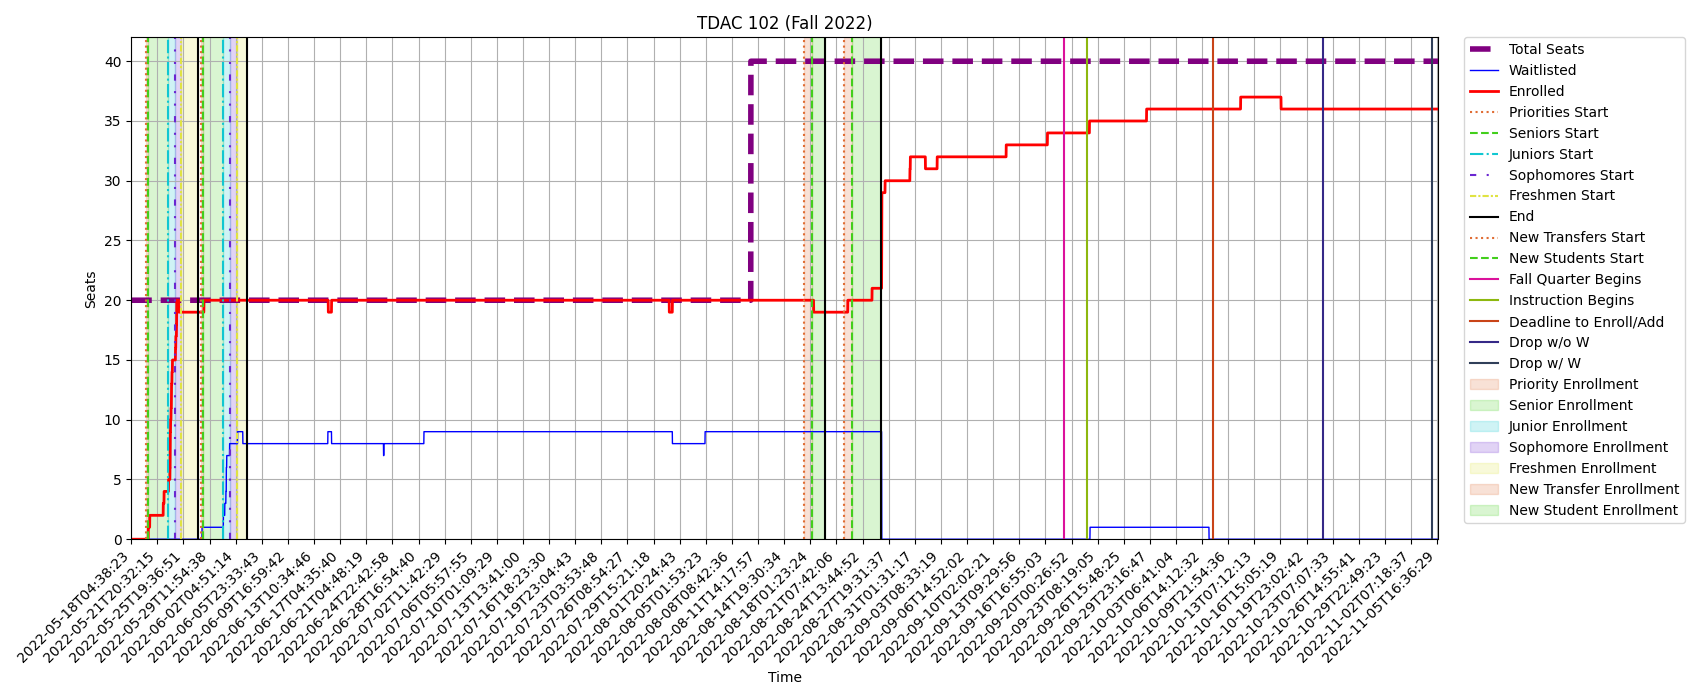 TDAC 102 (Fall 2022)
Seats
40
35
30
25
20
15
10
5
0
2022-05-18T04:38:23
2022-05-21T20:32:15
2022-05-25T19:36:51
2022-05-29T11:54:38
2022-06-02T04:51:14
2022-06-05T23:33:43
2022-06-09T16:59:42
2022-06-13T10:34:46
2022-06-17T04:35:40
2022-06-21T04:48:19
2022-06-24T22:42:58
2022-06-28T16:54:40
2022-07-02T11:42:29
2022-07-06T05:57:55
2022-07-10T01:09:29
2022-07-13T13:41:00
2022-07-16T18:23:30
2022-07-19T23:04:43
2022-07-23T03:53:48
2022-07-26T08:54:27
2022-07-29T15:21:18
2022-08-01T20:24:43
2022-08-05T01:53:23
2022-08-08T08:42:36
2022-08-11T14:17:57
2022-08-14T19:30:34
2022-08-18T01:23:24
2022-08-21T07:42:06
2022-08-24T13:44:52
2022-08-27T19:31:37
2022-08-31T01:31:17
2022-09-03T08:33:19
2022-09-06T14:52:02
2022-09-10T02:02:21
2022-09-13T09:29:56
2022-09-16T16:55:03
2022-09-20T00:26:52
2022-09-23T08:19:05
2022-09-26T15:48:25
2022-09-29T23:16:47
2022-10-03T06:41:04
2022-10-06T14:12:32
2022-10-09T21:54:36
2022-10-13T07:12:13
2022-10-16T15:05:19
2022-10-19T23:02:42
2022-10-23T07:07:33
2022-10-26T14:55:41
2022-10-29T22:49:23
2022-11-02T07:18:37
2022-11-05T16:36:29
Time
Total Seats
Waitlisted
Enrolled
Priorities Start
Seniors Start
Juniors Start
Sophomores Start
Freshmen Start
End
New Transfers Start
New Students Start
Fall Quarter Begins
Instruction Begins
Deadline to Enroll/Add
Drop w/o W
Drop w/ W
Priority Enrollment
Senior Enrollment
Junior Enrollment
Sophomore Enrollment
Freshmen Enrollment
New Transfer Enrollment
New Student Enrollment